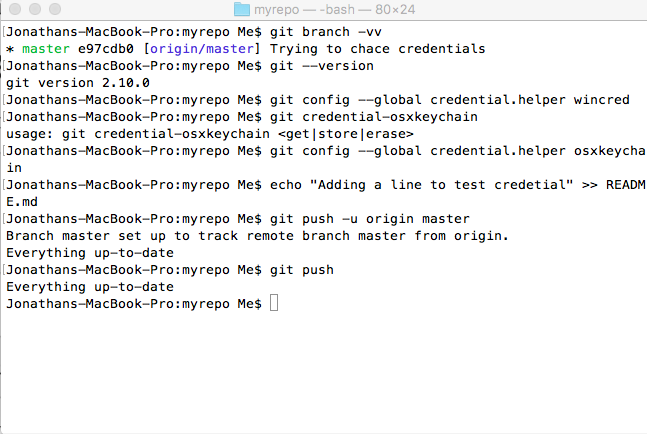 myrepo — -bash — 80×24
[Jonathans-MacBook-Pro:myrepo Me$ git branch -vv
* master e97cdb0 [origin/master] Trying to chace credentials
[Jonathans-MacBook-Pro:myrepo Me$ git --version
git version 2.10.0
[Jonathans-MacBook-Pro:myrepo Me$ git config --global credential.helper wincred
[Jonathans-MacBook-Pro:myrepo Me$ git credential-osxkeychain
usage: git credential-osxkeychain <get|store|erase>
[Jonathans-MacBook-Pro:myrepo Me$ git config --global credential.helper osxkeycha
in
[Jonathans-MacBook-Pro:myrepo Me$ echo "Adding a line to test credetial" >> READM
E.md
[Jonathans-MacBook-Pro:myrepo Me$ git push -u origin master
Branch master set up to track remote branch master from origin.
Everything up-to-date
[Jonathans-MacBook-Pro:myrepo Me$ git push
Everything up-to-date
Jonathans-MacBook-Pro:myrepo Me$